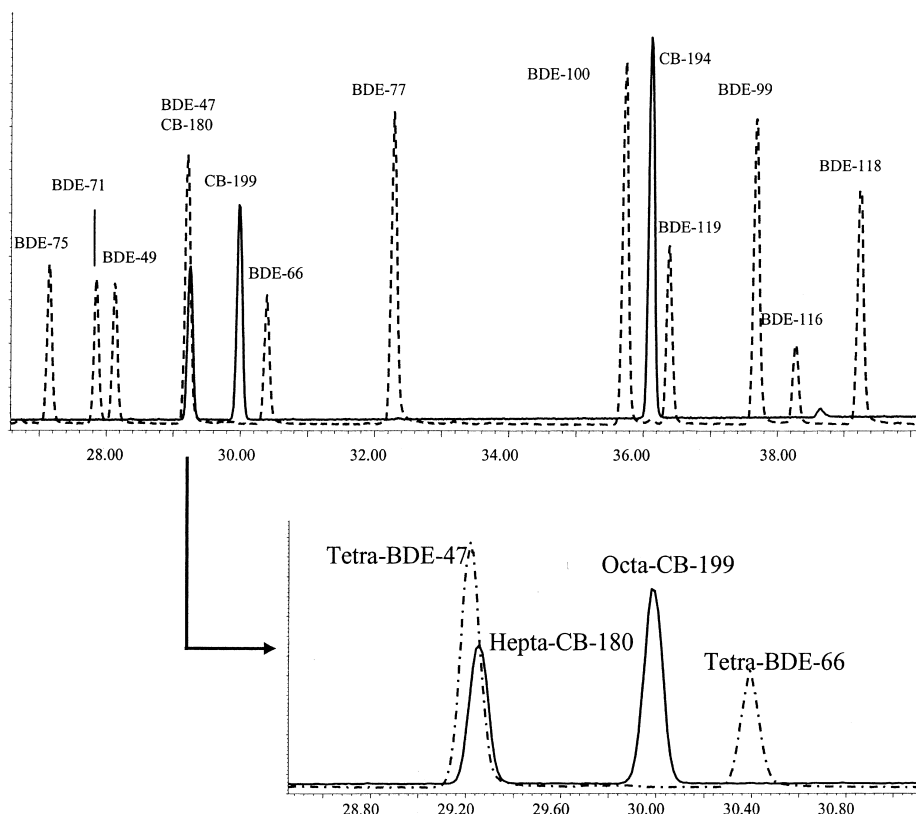 BDE-75
BDE-71
BDE-49
BDE-47
CB-180
CB-199
BDE-66
BDE-77
BDE-100
CB-194
BDE-119
BDE-99
BDE-116
BDE-118
28.00 30.00 32.00 34.00 36.00 38.00
Tetra-BDE-47
Hepta-CB-180
Octa-CB-199
Tetra-BDE-66
28.80 29.20 29.60 30.00 30.40 30.80